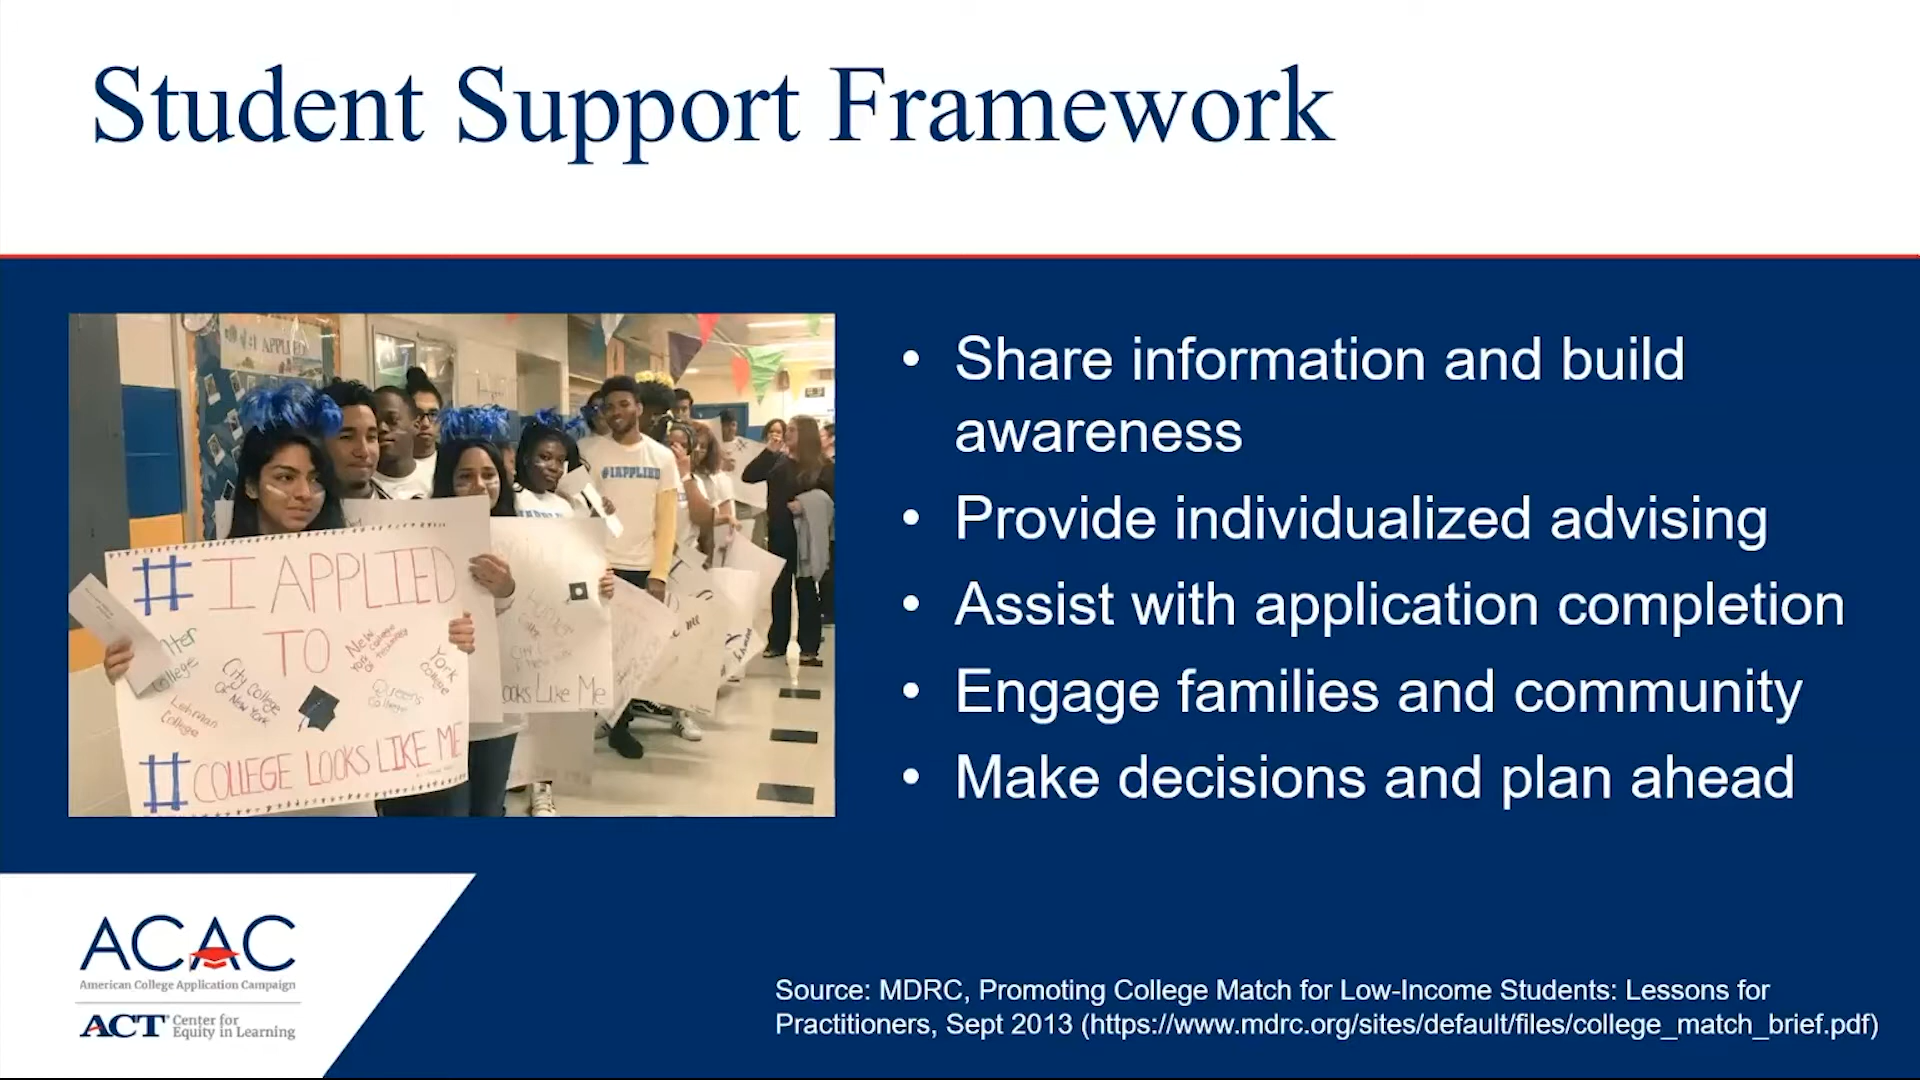 Student Support Framework
I APPLIED
#IAPPLIED
# I APPLIED
TO
New
York College
of Technology
College
City College
of New York
York
College
Queens
College
Lehman
College
# COLLEGE LOOKS LIKE ME
City
Looks Like Me
• Share information and build
awareness
• Provide individualized advising
• Assist with application completion
• Engage families and community
• Make decisions and plan ahead
ACAC
American College Application Campaign
ACT Center for
Equity in Learning
Source: MDRC, Promoting College Match for Low-Income Students: Lessons for
Practitioners, Sept 2013 (https://www.mdrc.org/sites/default/files/college_match_brief.pdf)